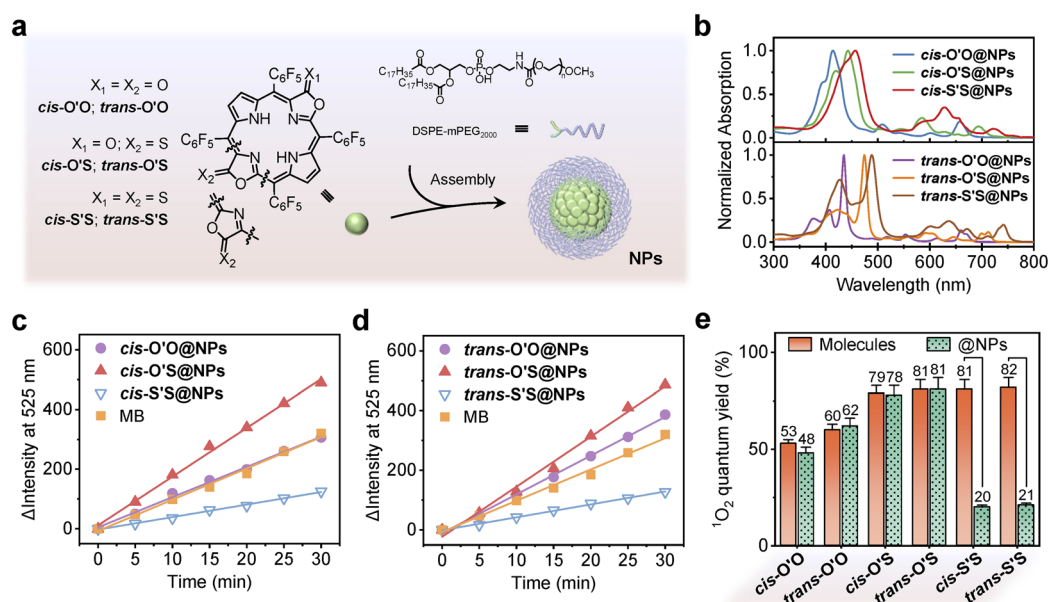 a
X1 = X2 = O
cis-O'O; trans-O'O
X1 = O; X2 = S
cis-O'S; trans-O'S
X1 = X2 = S
cis-S'S; trans-S'S
C6F5
X1
O
N
NH
C6F5
C6F5
HN
N
O
X2
C6F5
N
O
X2
C17H35
O
O
O
P
O
OH
N
H
O
n
OCH3
C17H35
O
O
DSPE-mPEG2000
≡
Assembly
≡
NPs
b
Normalized Absorption
1.0
0.5
0.0
cis-O'O@NPs
cis-O'S@NPs
cis-S'S@NPs
1.0
0.5
0.0
trans-O'O@NPs
trans-O'S@NPs
trans-S'S@NPs
300 400 500 600 700 800
Wavelength (nm)
c
ΔIntensity at 525 nm
600
400
200
0
cis-O'O@NPs
cis-O'S@NPs
cis-S'S@NPs
MB
0 5 10 15 20 25 30
Time (min)
d
ΔIntensity at 525 nm
600
400
200
0
trans-O'O@NPs
trans-O'S@NPs
trans-S'S@NPs
MB
0 5 10 15 20 25 30
Time (min)
e
1O2 quantum yield (%)
100
50
0
Molecules @NPs
53 48 60 62 79 78 81 81 81 20 82 21
cis-O'O
trans-O'O
cis-O'S
trans-O'S
cis-S'S
trans-S'S